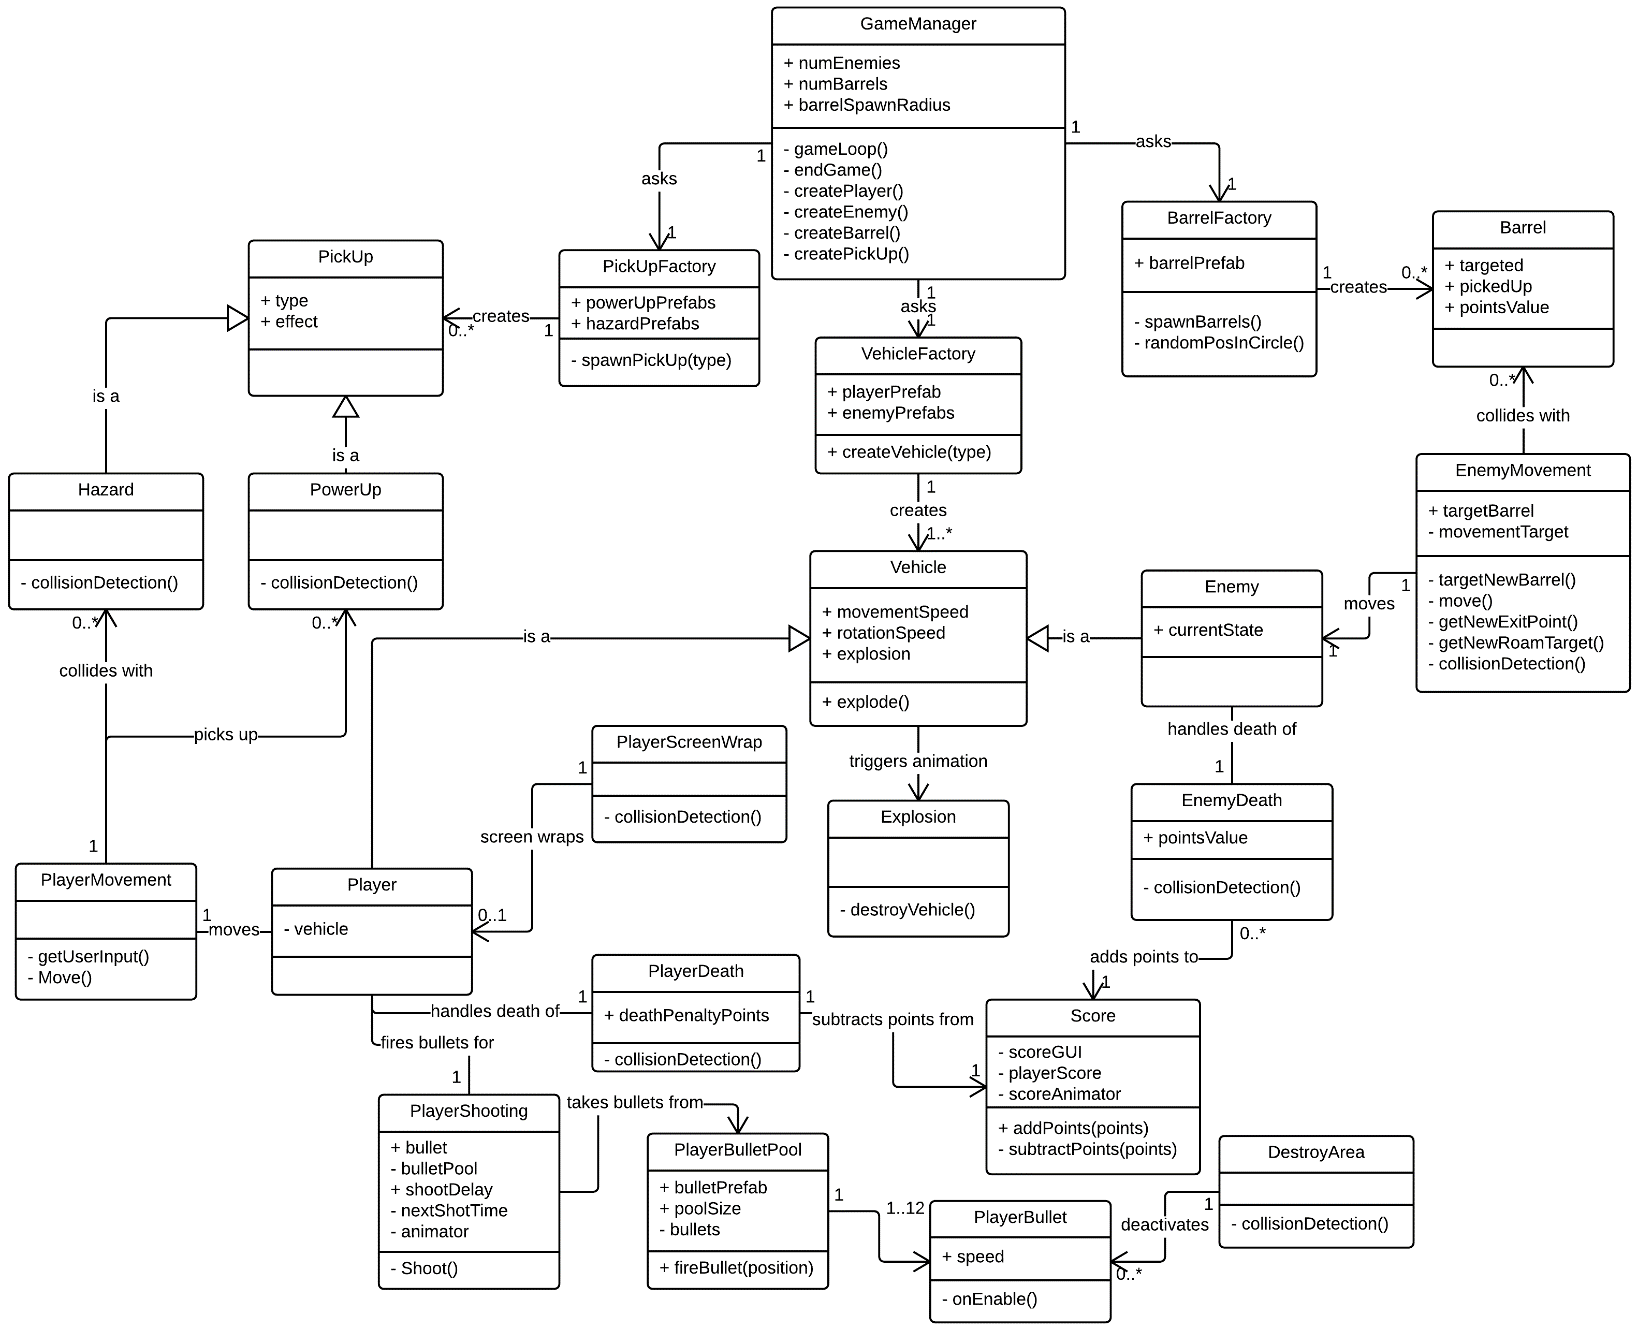 GameManager
+ numEnemies
+ numBarrels
+ barrelSpawnRadius
- gameLoop()
- endGame()
- createPlayer()
- createEnemy()
- createBarrel()
- createPickUp()
1
asks
1
1
asks
1
1
asks
1
PickUp
+ type
+ effect
PickUpFactory
+ powerUpPrefabs
+ hazardPrefabs
- spawnPickUp(type)
creates
0..*
1
VehicleFactory
+ playerPrefab
+ enemyPrefabs
+ createVehicle(type)
BarrelFactory
+ barrelPrefab
- spawnBarrels()
- randomPosInCircle()
1
creates
0..*
Barrel
+ targeted
+ pickedUp
+ pointsValue
0..*
collides with
is a
is a
Hazard
- collisionDetection()
PowerUp
- collisionDetection()
1
creates
1..*
Vehicle
+ movementSpeed
+ rotationSpeed
+ explosion
+ explode()
Enemy
+ currentState
EnemyMovement
+ targetBarrel
- movementTarget
- targetNewBarrel()
- move()
- getNewExitPoint()
- getNewRoamTarget()
- collisionDetection()
1
moves
1
is a
is a
0..*
0..*
collides with
picks up
1
PlayerScreenWrap
- collisionDetection()
1
screen wraps
0..1
triggers animation
Explosion
- destroyVehicle()
handles death of
1
EnemyDeath
+ pointsValue
- collisionDetection()
0..*
adds points to
1
PlayerMovement
- getUserInput()
- Move()
1
moves
Player
- vehicle
handles death of
1
PlayerDeath
+ deathPenaltyPoints
- collisionDetection()
1
subtracts points from
1
Score
- scoreGUI
- playerScore
- scoreAnimator
+ addPoints(points)
- subtractPoints(points)
fires bullets for
1
PlayerShooting
+ bullet
- bulletPool
+ shootDelay
- nextShotTime
- animator
- Shoot()
takes bullets from
PlayerBulletPool
+ bulletPrefab
+ poolSize
- bullets
+ fireBullet(position)
1
1..12
PlayerBullet
+ speed
- onEnable()
DestroyArea
- collisionDetection()
1
deactivates
0..*